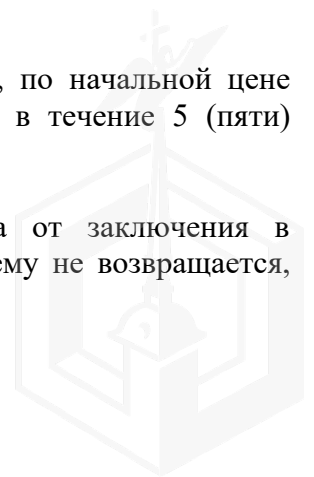 , по начальной цене
в течение 5 (пяти)
а от заключения в
ему не возвращается,